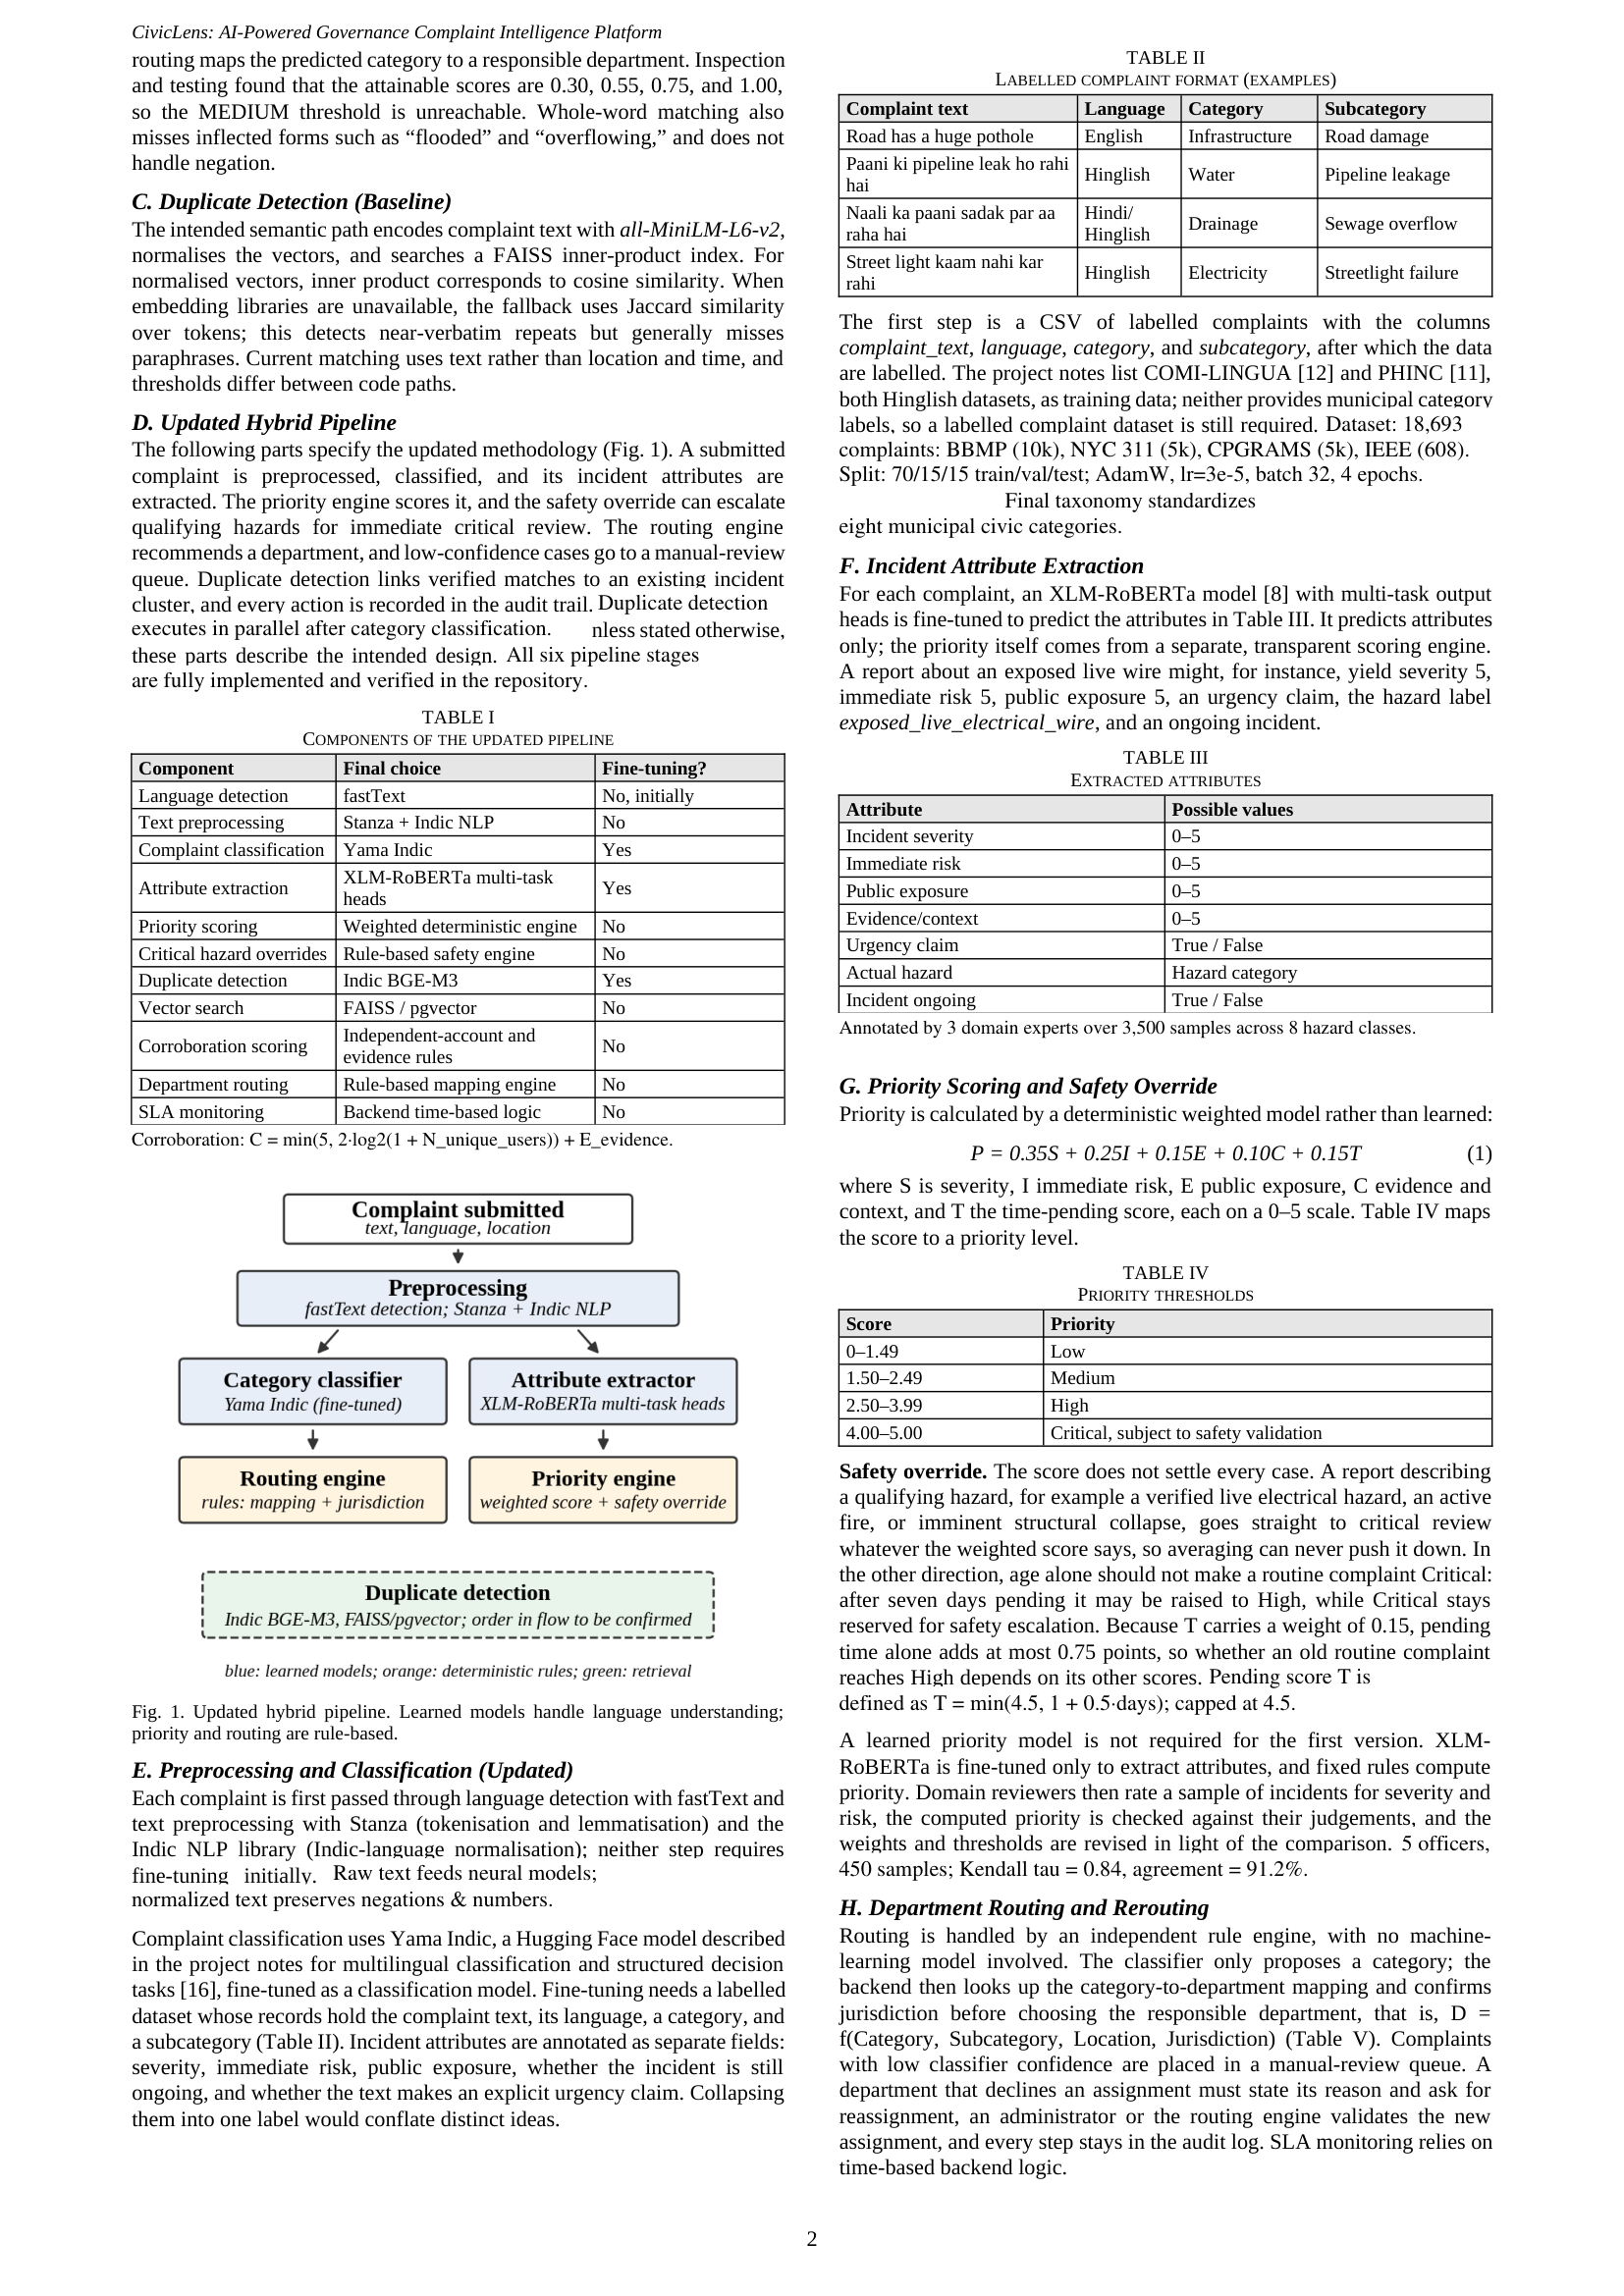 CivicLens: AI-Powered Governance Complaint Intelligence Platform
routing maps the predicted category to a responsible department. Inspection
and testing found that the attainable scores are 0.30, 0.55, 0.75, and 1.00,
so the MEDIUM threshold is unreachable. Whole-word matching also
misses inflected forms such as “flooded” and “overflowing,” and does not
handle negation.
C. Duplicate Detection (Baseline)
The intended semantic path encodes complaint text with all-MiniLM-L6-v2,
normalises the vectors, and searches a FAISS inner-product index. For
normalised vectors, inner product corresponds to cosine similarity. When
embedding libraries are unavailable, the fallback uses Jaccard similarity
over tokens; this detects near-verbatim repeats but generally misses
paraphrases. Current matching uses text rather than location and time, and
thresholds differ between code paths.
D. Updated Hybrid Pipeline
The following parts specify the updated methodology (Fig. 1). A submitted
complaint is preprocessed, classified, and its incident attributes are
extracted. The priority engine scores it, and the safety override can escalate
qualifying hazards for immediate critical review. The routing engine
recommends a department, and low-confidence cases go to a manual-review
queue. Duplicate detection links verified matches to an existing incident
cluster, and every action is recorded in the audit trail. Duplicate detection
executes in parallel after category classification. nless stated otherwise,
these parts describe the intended design. All six pipeline stages
are fully implemented and verified in the repository.
TABLE I
COMPONENTS OF THE UPDATED PIPELINE
Component Final choice Fine-tuning?
Language detection fastText No, initially
Text preprocessing Stanza + Indic NLP No
Complaint classification Yama Indic Yes
Attribute extraction XLM-RoBERTa multi-task heads Yes
Priority scoring Weighted deterministic engine No
Critical hazard overrides Rule-based safety engine No
Duplicate detection Indic BGE-M3 Yes
Vector search FAISS / pgvector No
Corroboration scoring Independent-account and evidence rules No
Department routing Rule-based mapping engine No
SLA monitoring Backend time-based logic No
Corroboration: C = min(5, 2·log2(1 + N_unique_users)) + E_evidence.
Complaint submitted
text, language, location
Preprocessing
fastText detection; Stanza + Indic NLP
Category classifier
Yama Indic (fine-tuned)
Attribute extractor
XLM-RoBERTa multi-task heads
Routing engine
rules: mapping + jurisdiction
Priority engine
weighted score + safety override
Duplicate detection
Indic BGE-M3, FAISS/pgvector; order in flow to be confirmed
blue: learned models; orange: deterministic rules; green: retrieval
Fig. 1. Updated hybrid pipeline. Learned models handle language understanding;
priority and routing are rule-based.
E. Preprocessing and Classification (Updated)
Each complaint is first passed through language detection with fastText and
text preprocessing with Stanza (tokenisation and lemmatisation) and the
Indic NLP library (Indic-language normalisation); neither step requires
fine-tuning initially. Raw text feeds neural models;
normalized text preserves negations & numbers.
Complaint classification uses Yama Indic, a Hugging Face model described
in the project notes for multilingual classification and structured decision
tasks [16], fine-tuned as a classification model. Fine-tuning needs a labelled
dataset whose records hold the complaint text, its language, a category, and
a subcategory (Table II). Incident attributes are annotated as separate fields:
severity, immediate risk, public exposure, whether the incident is still
ongoing, and whether the text makes an explicit urgency claim. Collapsing
them into one label would conflate distinct ideas.
TABLE II
LABELLED COMPLAINT FORMAT (EXAMPLES)
Complaint text Language Category Subcategory
Road has a huge pothole English Infrastructure Road damage
Paani ki pipeline leak ho rahi hai Hinglish Water Pipeline leakage
Naali ka paani sadak par aa raha hai Hindi/ Hinglish Drainage Sewage overflow
Street light kaam nahi kar rahi Hinglish Electricity Streetlight failure
The first step is a CSV of labelled complaints with the columns
complaint_text, language, category, and subcategory, after which the data
are labelled. The project notes list COMI-LINGUA [12] and PHINC [11],
both Hinglish datasets, as training data; neither provides municipal category
labels, so a labelled complaint dataset is still required. Dataset: 18,693
complaints: BBMP (10k), NYC 311 (5k), CPGRAMS (5k), IEEE (608).
Split: 70/15/15 train/val/test; AdamW, lr=3e-5, batch 32, 4 epochs.
Final taxonomy standardizes
eight municipal civic categories.
F. Incident Attribute Extraction
For each complaint, an XLM-RoBERTa model [8] with multi-task output
heads is fine-tuned to predict the attributes in Table III. It predicts attributes
only; the priority itself comes from a separate, transparent scoring engine.
A report about an exposed live wire might, for instance, yield severity 5,
immediate risk 5, public exposure 5, an urgency claim, the hazard label
exposed_live_electrical_wire, and an ongoing incident.
TABLE III
EXTRACTED ATTRIBUTES
Attribute Possible values
Incident severity 0–5
Immediate risk 0–5
Public exposure 0–5
Evidence/context 0–5
Urgency claim True / False
Actual hazard Hazard category
Incident ongoing True / False
Annotated by 3 domain experts over 3,500 samples across 8 hazard classes.
G. Priority Scoring and Safety Override
Priority is calculated by a deterministic weighted model rather than learned:
P = 0.35S + 0.25I + 0.15E + 0.10C + 0.15T (1)
where S is severity, I immediate risk, E public exposure, C evidence and
context, and T the time-pending score, each on a 0–5 scale. Table IV maps
the score to a priority level.
TABLE IV
PRIORITY THRESHOLDS
Score Priority
0–1.49 Low
1.50–2.49 Medium
2.50–3.99 High
4.00–5.00 Critical, subject to safety validation
Safety override. The score does not settle every case. A report describing
a qualifying hazard, for example a verified live electrical hazard, an active
fire, or imminent structural collapse, goes straight to critical review
whatever the weighted score says, so averaging can never push it down. In
the other direction, age alone should not make a routine complaint Critical:
after seven days pending it may be raised to High, while Critical stays
reserved for safety escalation. Because T carries a weight of 0.15, pending
time alone adds at most 0.75 points, so whether an old routine complaint
reaches High depends on its other scores. Pending score T is
defined as T = min(4.5, 1 + 0.5·days); capped at 4.5.
A learned priority model is not required for the first version. XLM-
RoBERTa is fine-tuned only to extract attributes, and fixed rules compute
priority. Domain reviewers then rate a sample of incidents for severity and
risk, the computed priority is checked against their judgements, and the
weights and thresholds are revised in light of the comparison. 5 officers,
450 samples; Kendall tau = 0.84, agreement = 91.2%.
H. Department Routing and Rerouting
Routing is handled by an independent rule engine, with no machine-
learning model involved. The classifier only proposes a category; the
backend then looks up the category-to-department mapping and confirms
jurisdiction before choosing the responsible department, that is, D =
f(Category, Subcategory, Location, Jurisdiction) (Table V). Complaints
with low classifier confidence are placed in a manual-review queue. A
department that declines an assignment must state its reason and ask for
reassignment, an administrator or the routing engine validates the new
assignment, and every step stays in the audit log. SLA monitoring relies on
time-based backend logic.
2